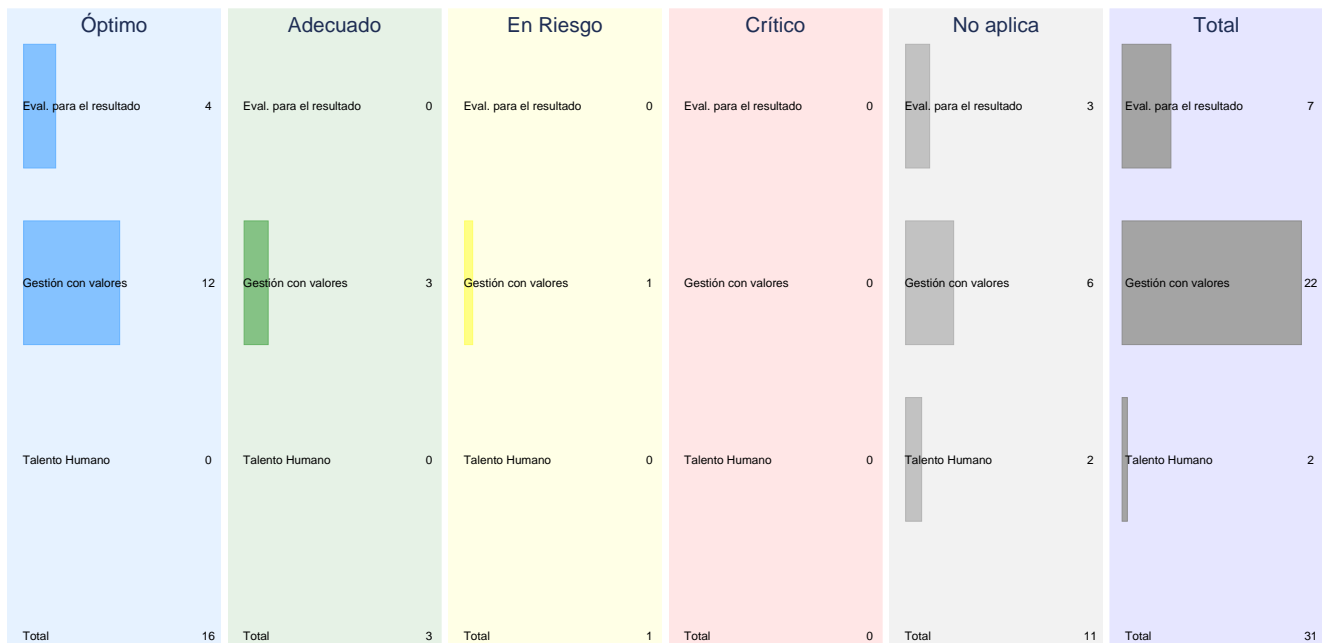 Óptimo Adecuado En Riesgo Crítico No aplica Total
Eval. para el resultado 4 Eval. para el resultado 0 Eval. para el resultado 0 Eval. para el resultado 0 Eval. para el resultado 3 Eval. para el resultado 7
Gestión con valores 12 Gestión con valores 3 Gestión con valores 1 Gestión con valores 0 Gestión con valores 6 Gestión con valores 22
Talento Humano 0 Talento Humano 0 Talento Humano 0 Talento Humano 0 Talento Humano 2 Talento Humano 2
Total 16 Total 3 Total 1 Total 0 Total 11 Total 31